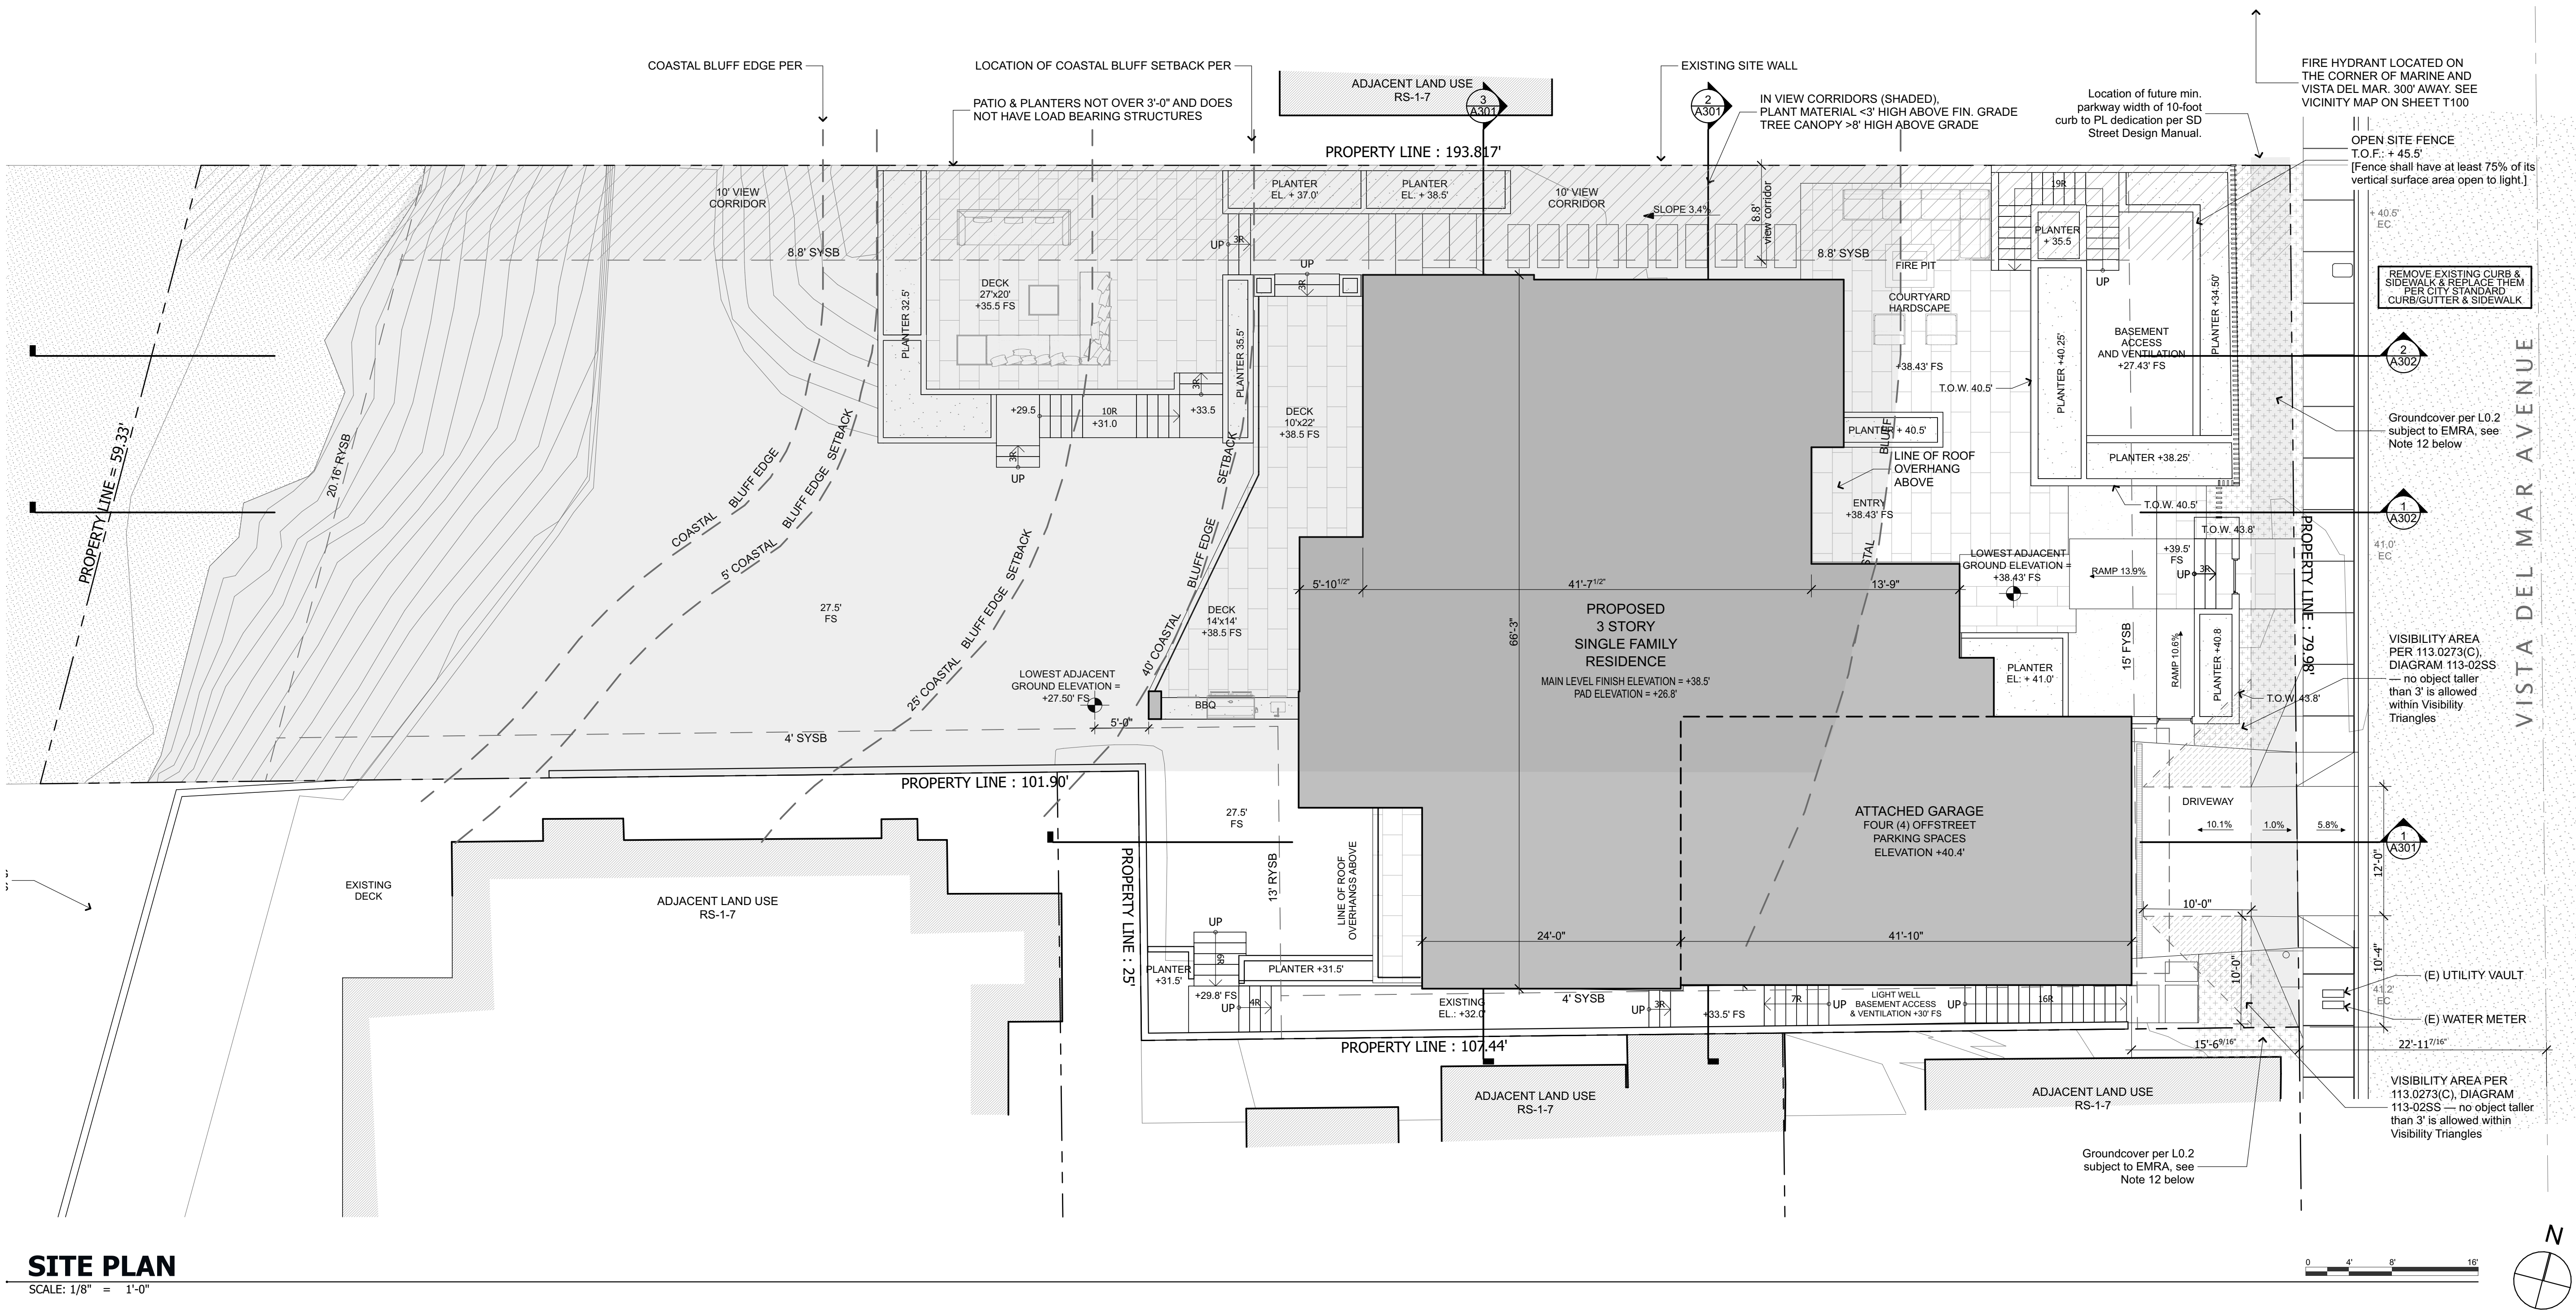 COASTAL BLUFF EDGE PER
LOCATION OF COASTAL BLUFF SETBACK PER
PATIO & PLANTERS NOT OVER 3'-0" AND DOES
NOT HAVE LOAD BEARING STRUCTURES
ADJACENT LAND USE
RS-1-7
3
A301
EXISTING SITE WALL
2
A301
IN VIEW CORRIDORS (SHADED),
PLANT MATERIAL <3' HIGH ABOVE FIN. GRADE
TREE CANOPY >8' HIGH ABOVE GRADE
Location of future min.
parkway width of 10-foot
curb to PL dedication per SD
Street Design Manual.
FIRE HYDRANT LOCATED ON
THE CORNER OF MARINE AND
VISTA DEL MAR. 300' AWAY. SEE
VICINITY MAP ON SHEET T100
OPEN SITE FENCE
T.O.F.: + 45.5'
[Fence shall have at least 75% of its
vertical surface area open to light.]
PROPERTY LINE : 193.817'
10' VIEW
CORRIDOR
PLANTER
EL. + 37.0'
PLANTER
EL. + 38.5'
10' VIEW
CORRIDOR
SLOPE 3.4%
8.8'
view corridor
19R
PLANTER
+ 35.5
UP
+ 40.5'
EC
8.8' SYSB
UP
3R
UP
3R
8.8' SYSB
FIRE PIT
REMOVE EXISTING CURB &
SIDEWALK & REPLACE THEM
PER CITY STANDARD
CURB/GUTTER & SIDEWALK
DECK
27'x20'
+35.5 FS
PLANTER 32.5'
PLANTER 35.5'
COURTYARD
HARDSCAPE
+38.43' FS
PLANTER +40.25'
BASEMENT
ACCESS
AND VENTILATION
+27.43' FS
PLANTER +34.50'
2
A302
T.O.W. 40.5'
3R
+29.5
10R
+31.0
+33.5
3R
UP
DECK
10'x22'
+38.5 FS
PLANTER + 40.5'
PLANTER +38.25'
Groundcover per L0.2
subject to EMRA, see
Note 12 below
LINE OF ROOF
OVERHANG
ABOVE
BLUFF
STAL
ENTRY
+38.43' FS
T.O.W. 40.5'
1
A302
T.O.W. 43.8'
41.0'
EC
PROPERTY LINE = 59.33'
20.16' RYSB
COASTAL BLUFF EDGE
5' COASTAL BLUFF EDGE SETBACK
25' COASTAL BLUFF EDGE SETBACK
40' COASTAL BLUFF EDGE SETBACK
27.5'
FS
DECK
14'x14'
+38.5 FS
5'-10 1/2"
41'-7 1/2"
13'-9"
66'-3"
PROPOSED
3 STORY
SINGLE FAMILY
RESIDENCE
MAIN LEVEL FINISH ELEVATION = +38.5'
PAD ELEVATION = +26.8'
LOWEST ADJACENT
GROUND ELEVATION =
+38.43' FS
RAMP 13.9%
+39.5'
FS
UP
3R
PROPERTY LINE : 79.98'
VISTA DEL MAR AVENUE
15' FYSB
RAMP 10.6%
PLANTER +40.8
PLANTER
EL: + 41.0'
T.O.W. 43.8'
VISIBILITY AREA
PER 113.0273(C),
DIAGRAM 113-02SS
— no object taller
than 3' is allowed
within Visibility
Triangles
LOWEST ADJACENT
GROUND ELEVATION =
+27.50' FS
5'-0"
BBQ
4' SYSB
PROPERTY LINE : 101.90'
27.5'
FS
ATTACHED GARAGE
FOUR (4) OFFSTREET
PARKING SPACES
ELEVATION +40.4'
DRIVEWAY
10.1%
1.0%
5.8%
1
A301
12'-0"
10'-0"
10'-0"
10'-4"
EXISTING
DECK
ADJACENT LAND USE
RS-1-7
PROPERTY LINE : 25'
13' RYSB
LINE OF ROOF
OVERHANGS ABOVE
24'-0"
41'-10"
UP
6R
PLANTER
+31.5'
PLANTER +31.5'
+29.8' FS
UP
4R
EXISTING
EL.: +32.0'
4' SYSB
UP
3R
+33.5' FS
7R
UP
LIGHT WELL
BASEMENT ACCESS
& VENTILATION +30' FS
UP
16R
41.2'
EC
(E) UTILITY VAULT
(E) WATER METER
PROPERTY LINE : 107.44'
15'-6 9/16"
22'-11 7/16"
ADJACENT LAND USE
RS-1-7
ADJACENT LAND USE
RS-1-7
VISIBILITY AREA PER
113.0273(C), DIAGRAM
113-02SS — no object taller
than 3' is allowed within
Visibility Triangles
Groundcover per L0.2
subject to EMRA, see
Note 12 below
SITE PLAN
SCALE: 1/8" = 1'-0"
0 4' 8' 16'
N